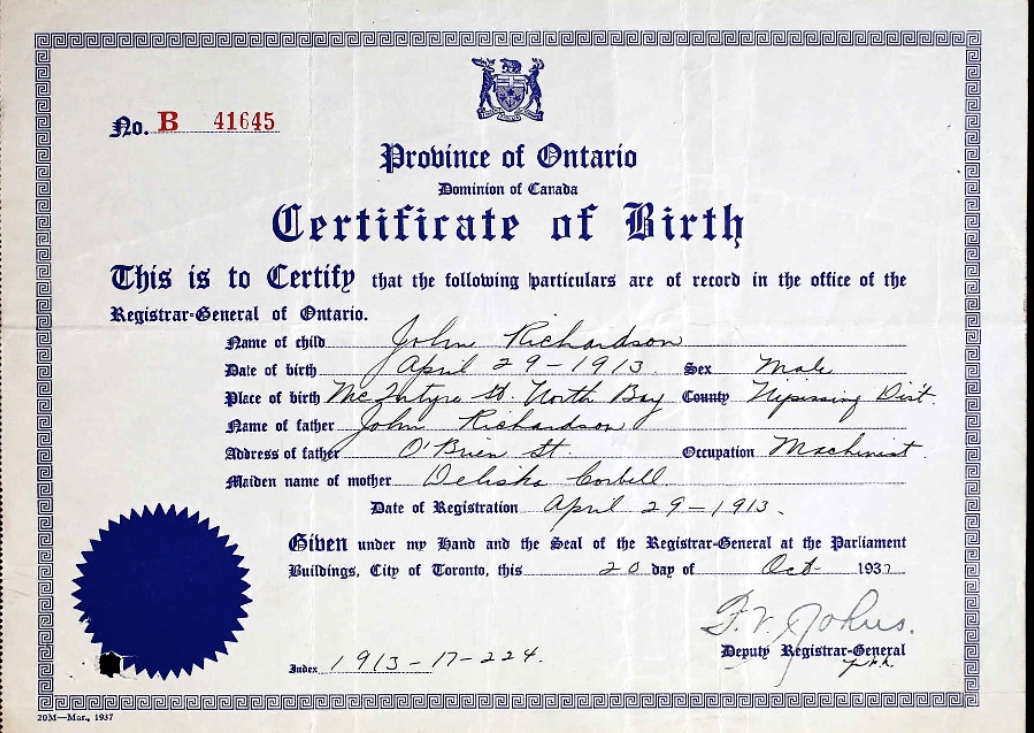 No. B 41645
Province of Ontario
Dominion of Canada
Certificate of Birth
This is to Certify that the following particulars are of record in the office of the
Registrar-General of Ontario.
Name of child John Richardson
Date of birth April 29-1913. Sex Male
Place of birth McIntyre St. North Bay County Nipissing Dist.
Name of father John Richardson
Address of father O'Brien St. Occupation Machinist.
Maiden name of mother Deliska Corbell.
Date of Registration April 29-1913.
Given under my Hand and the Seal of the Registrar-General at the Parliament
Buildings, City of Toronto, this 20 day of Oct 1937
F.V. Johns.
Deputy Registrar-General
Index 1913-17-224.
20M—Mar., 1937